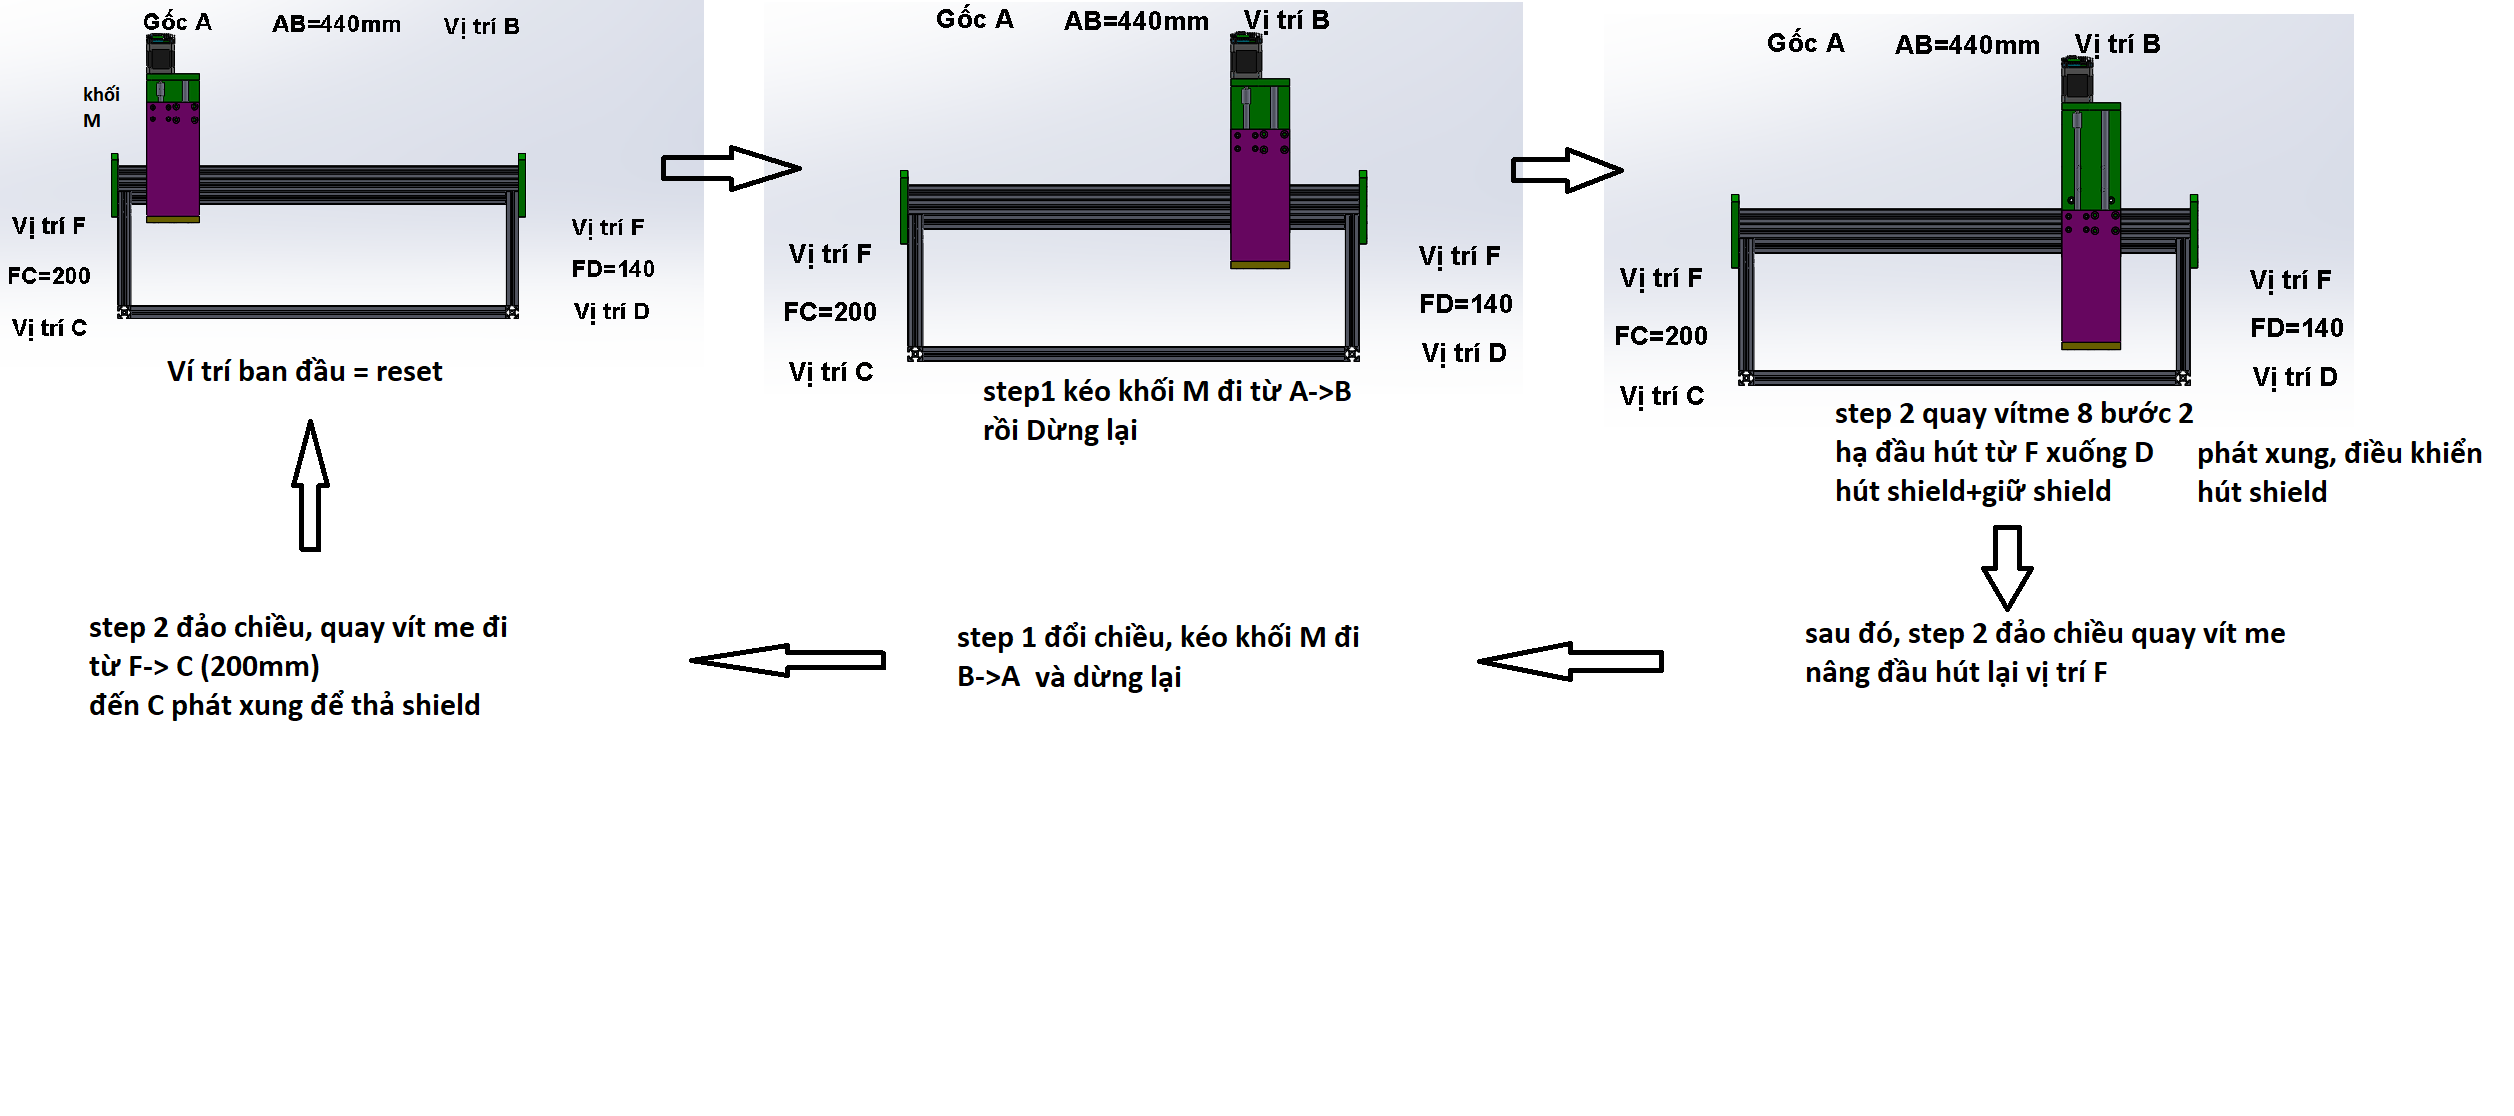 Gốc A
AB=440mm
Vị trí B
khối
M
Vị trí F
FC=200
Vị trí C
Vị trí F
FD=140
Vị trí D
Ví trí ban đầu = reset
Gốc A
AB=440mm
Vị trí B
Vị trí F
FC=200
Vị trí C
Vị trí F
FD=140
Vị trí D
step1 kéo khối M đi từ A->B
rồi Dừng lại
Gốc A
AB=440mm
Vị trí B
Vị trí F
FC=200
Vị trí C
Vị trí F
FD=140
Vị trí D
step 2 quay vítme 8 bước 2
hạ đầu hút từ F xuống D
hút shield+giữ shield
phát xung, điều khiển
hút shield
sau đó, step 2 đảo chiều quay vít me
nâng đầu hút lại vị trí F
step 1 đổi chiều, kéo khối M đi
B->A và dừng lại
step 2 đảo chiều, quay vít me đi
từ F-> C (200mm)
đến C phát xung để thả shield